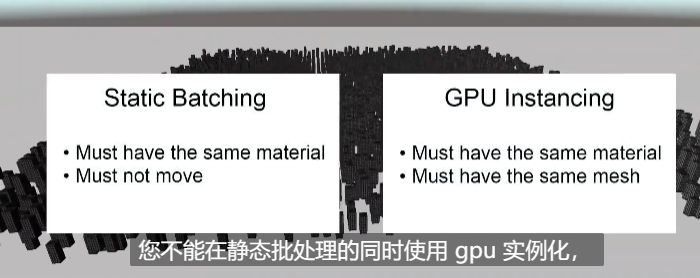 Static Batching
• Must have the same material
• Must not move
GPU Instancing
• Must have the same material
• Must have the same mesh
您不能在静态批处理的同时使用 gpu 实例化，